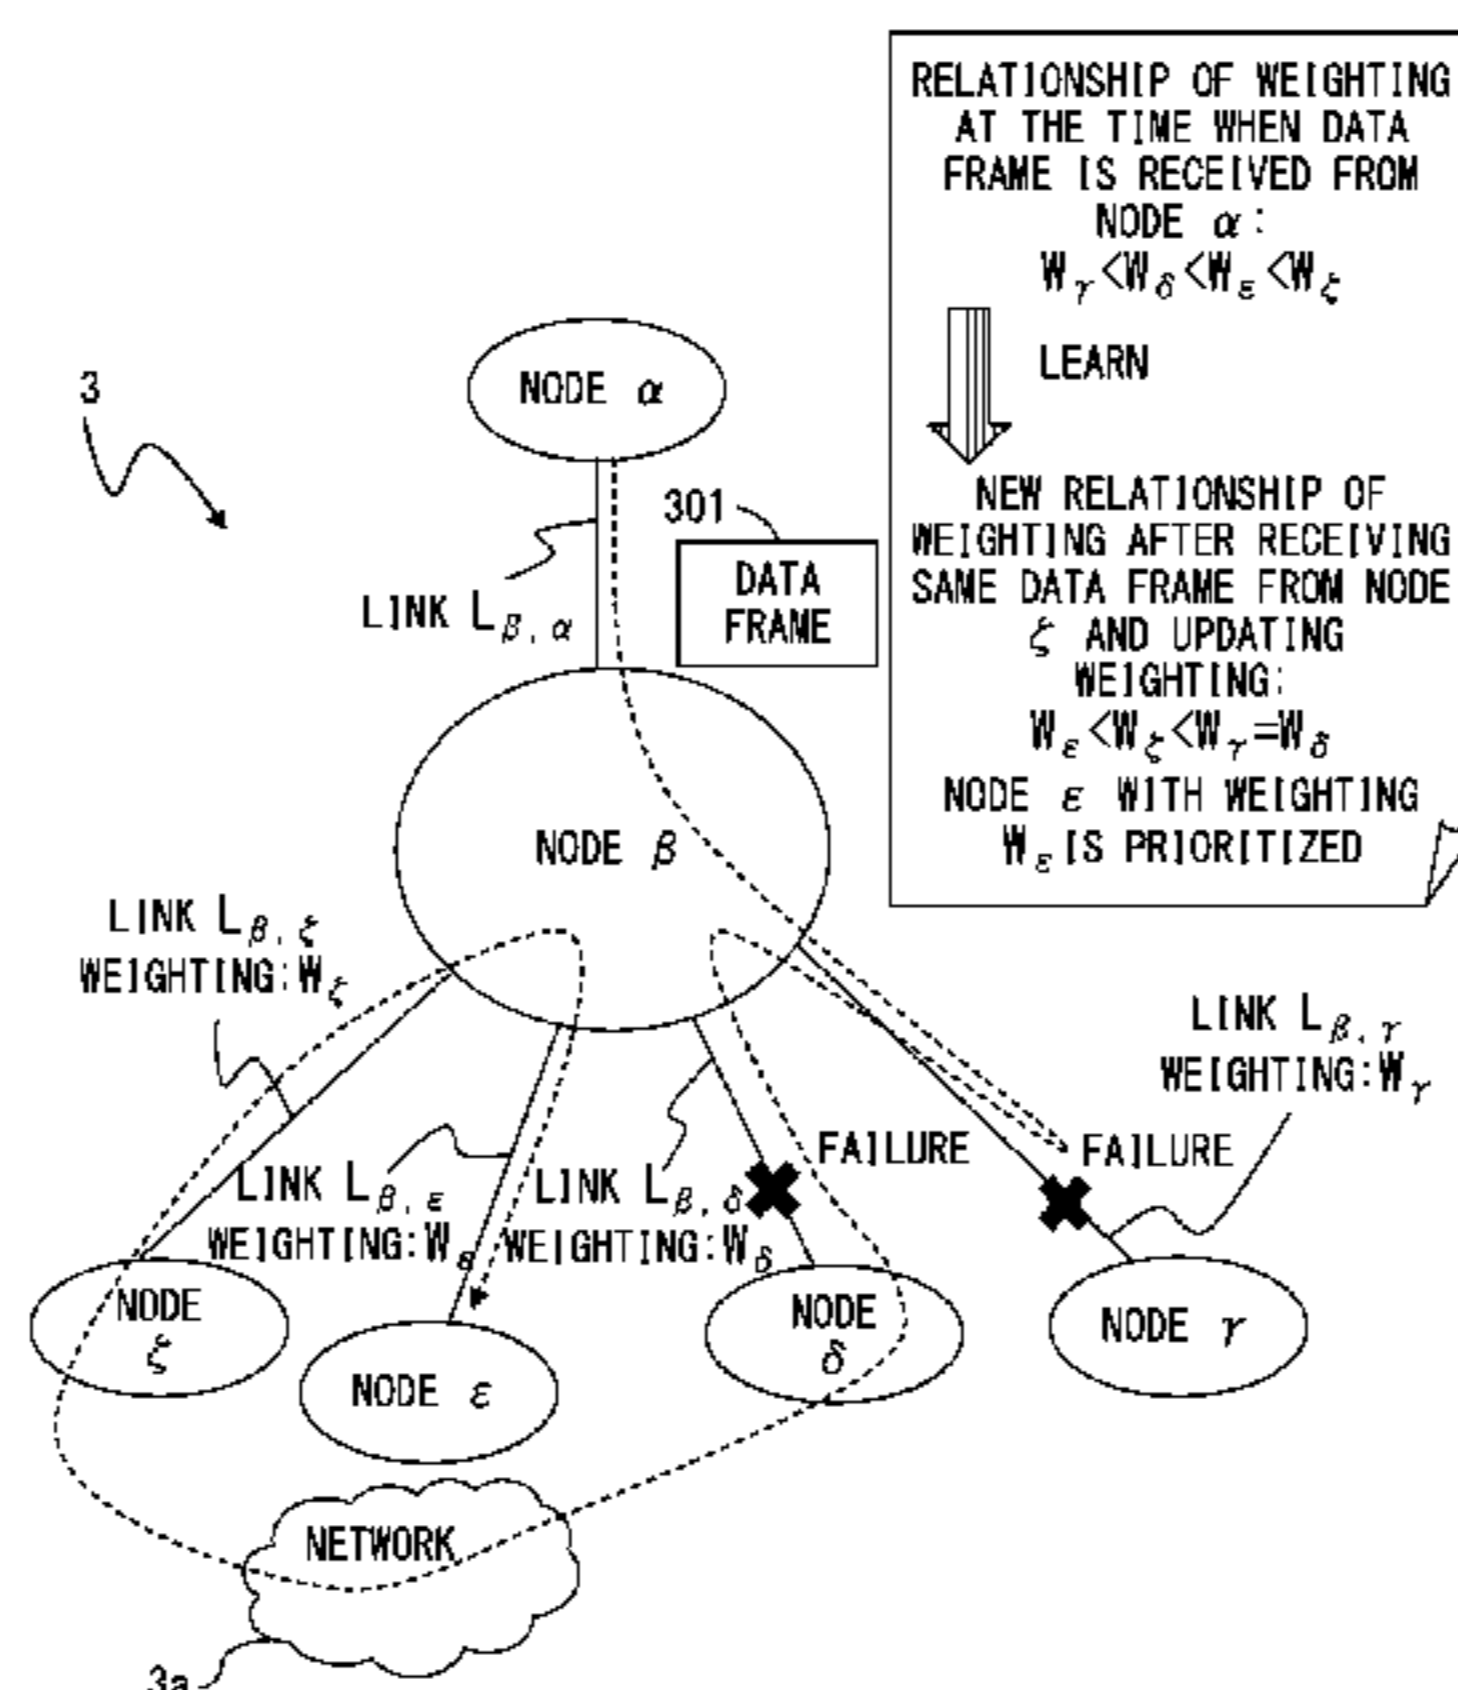 RELATIONSHIP OF WEIGHTING
AT THE TIME WHEN DATA
FRAME IS RECEIVED FROM
NODE α:
Wγ<Wδ<Wε<Wζ
LEARN
NEW RELATIONSHIP OF
WEIGHTING AFTER RECEIVING
SAME DATA FRAME FROM NODE
ζ AND UPDATING
WEIGHTING:
Wε<Wζ<Wγ=Wδ
NODE ε WITH WEIGHTING
Wε IS PRIORITIZED
3
NODE α
301
DATA
FRAME
LINK Lβ,α
NODE β
LINK Lβ,ζ
WEIGHTING:Wζ
LINK Lβ,γ
WEIGHTING:Wγ
FAILURE
FAILURE
LINK Lβ,ε
WEIGHTING:Wε
LINK Lβ,δ
WEIGHTING:Wδ
NODE
ζ
NODE ε
NODE
δ
NODE γ
NETWORK
3a